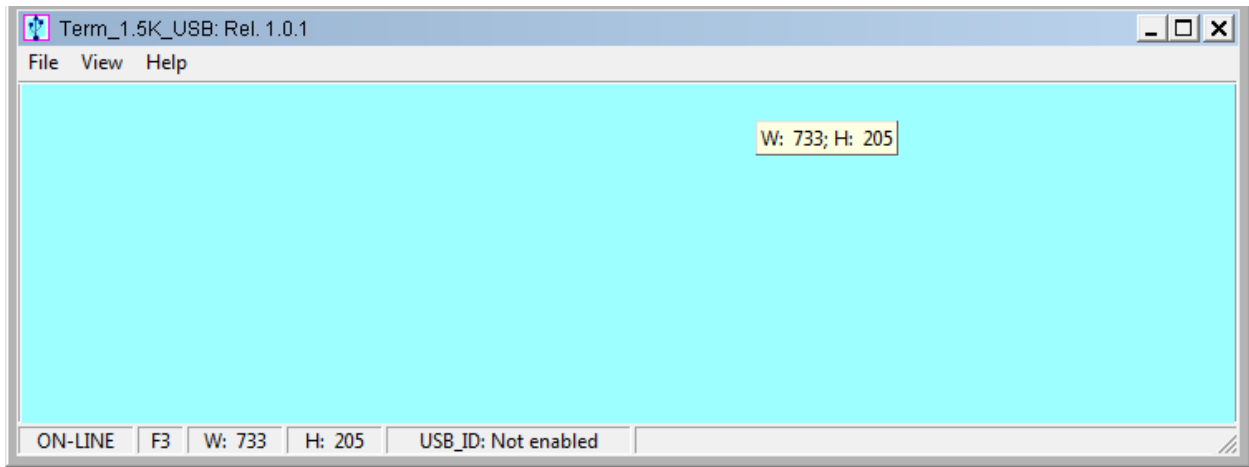 Term_1.5K_USB: Rel. 1.0.1
File View Help
W: 733; H: 205
ON-LINE F3 W: 733 H: 205 USB_ID: Not enabled